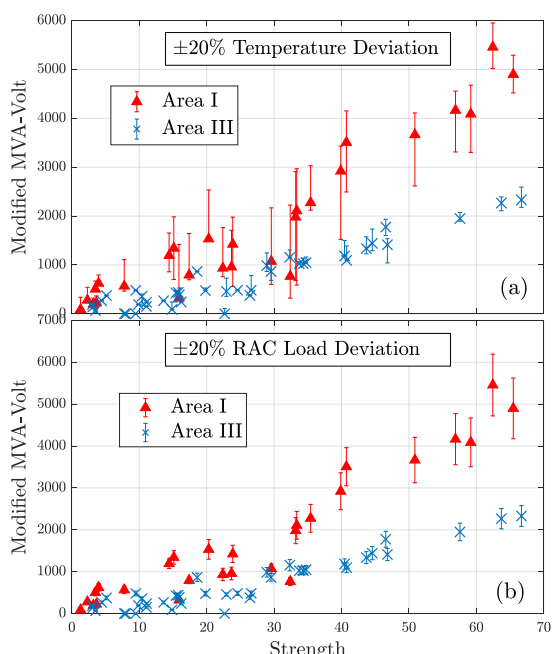 6000
±20% Temperature Deviation
5000
Area I
Area III
4000
3000
2000
1000
0
Modified MVA-Volt
(a)
7000
±20% RAC Load Deviation
6000
5000
Area I
Area III
4000
3000
2000
1000
0
Modified MVA-Volt
(b)
0 10 20 30 40 50 60 70
Strength